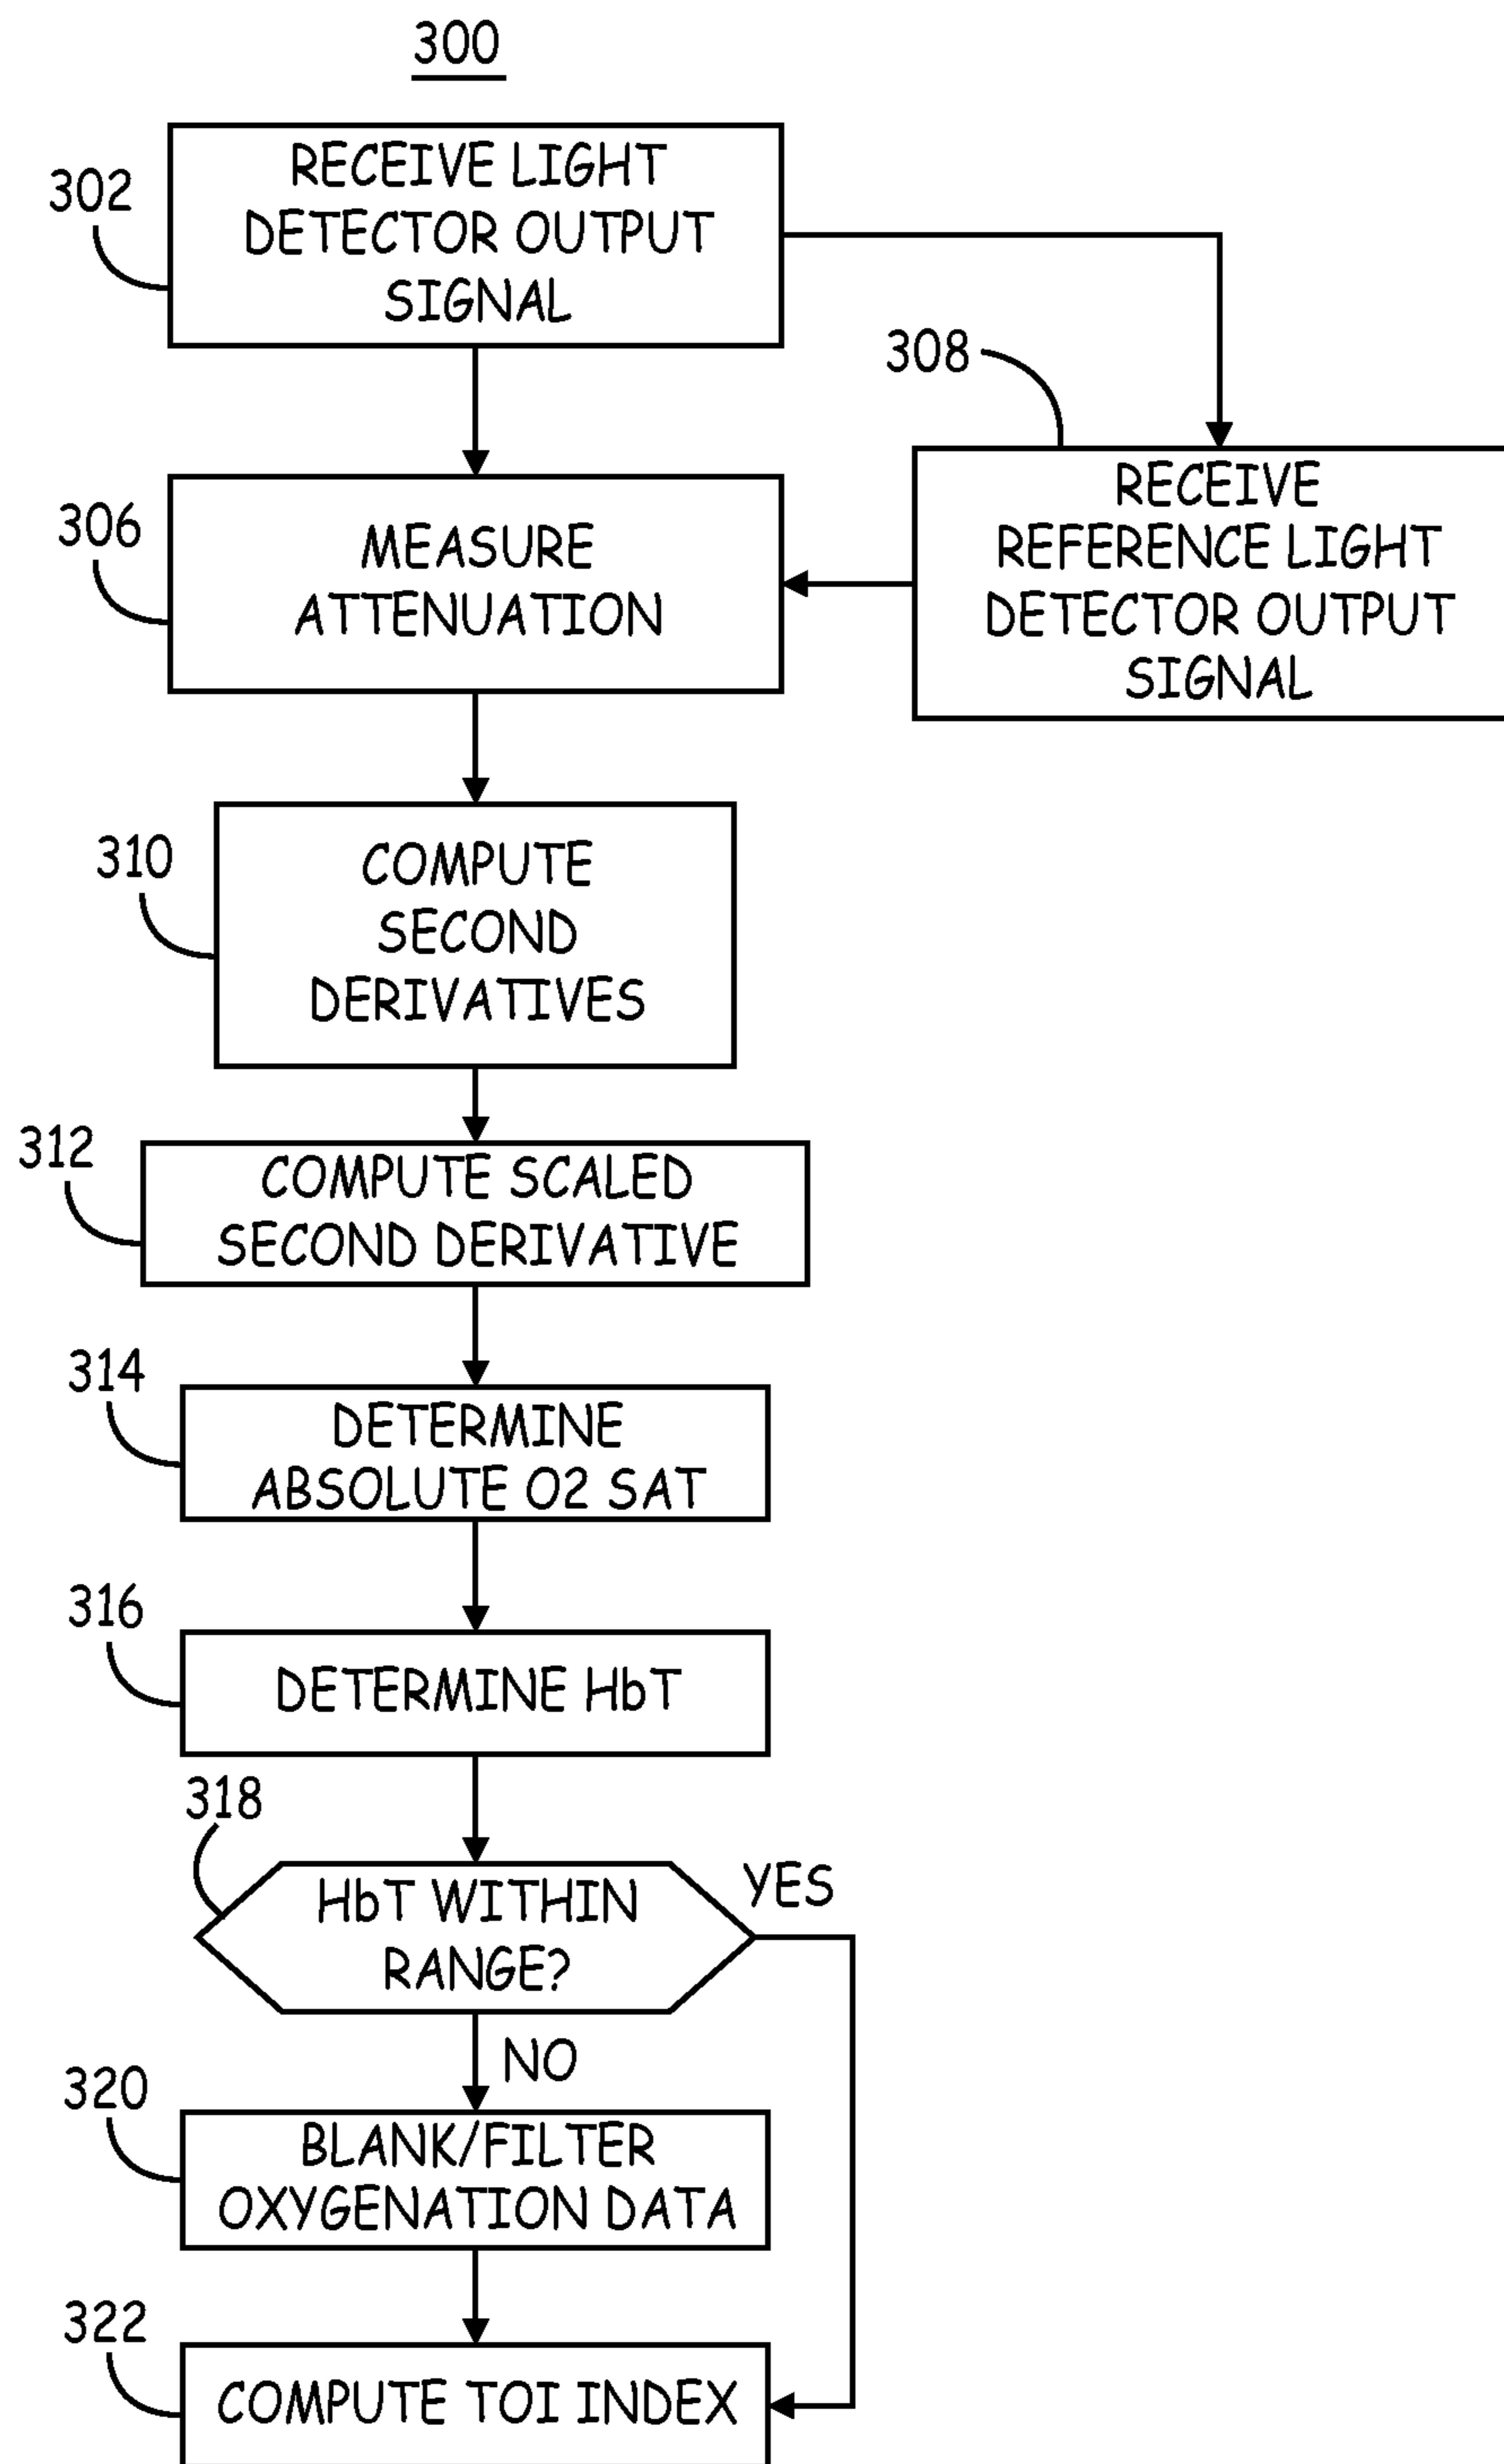 300
302
RECEIVE LIGHT
DETECTOR OUTPUT
SIGNAL
308
RECEIVE
REFERENCE LIGHT
DETECTOR OUTPUT
SIGNAL
306
MEASURE
ATTENUATION
310
COMPUTE
SECOND
DERIVATIVES
312
COMPUTE SCALED
SECOND DERIVATIVE
314
DETERMINE
ABSOLUTE O2 SAT
316
DETERMINE HbT
318
HbT WITHIN
RANGE?
YES
NO
320
BLANK/FILTER
OXYGENATION DATA
322
COMPUTE TOI INDEX